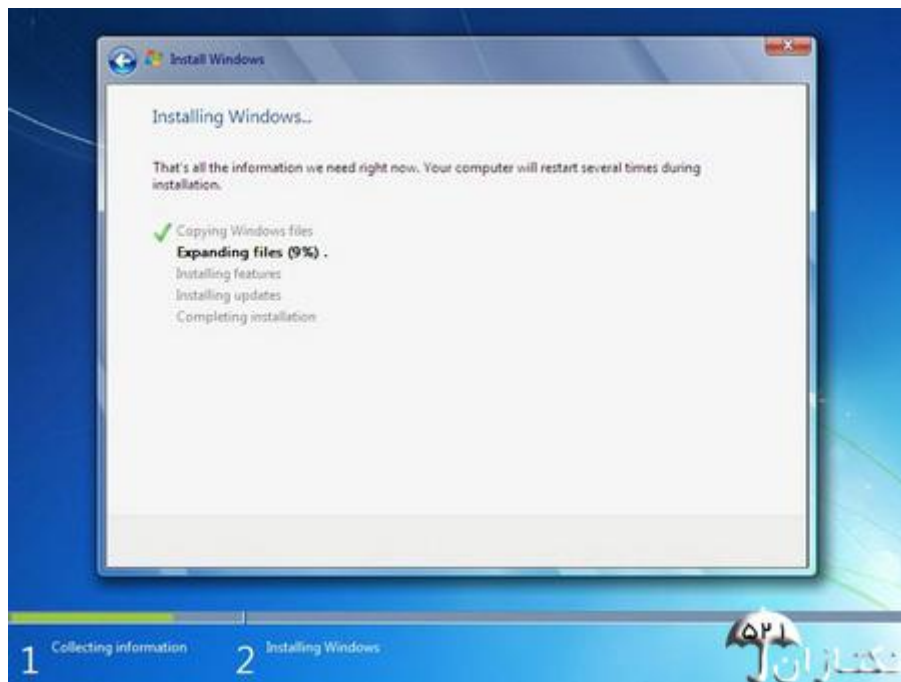 Install Windows
Installing Windows...
That's all the information we need right now. Your computer will restart several times during
installation.
Copying Windows files
Expanding files (9%) .
Installing features
Installing updates
Completing installation
1 Collecting information
2 Installing Windows
۵۲۱